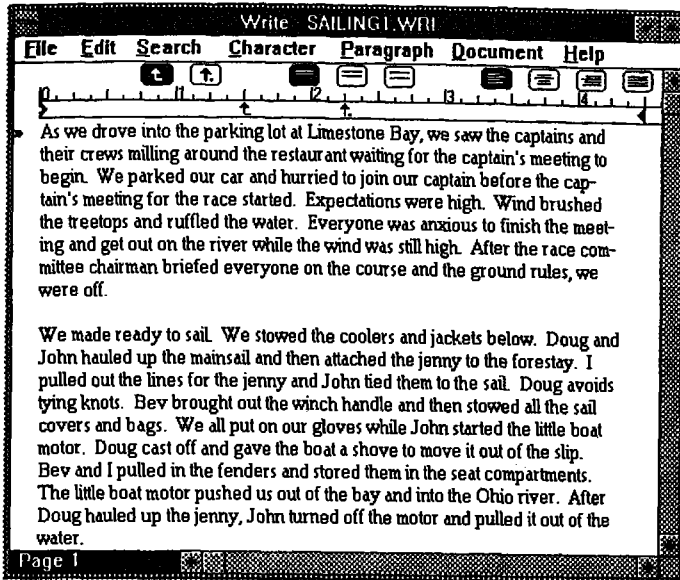 Write - SAILING1.WRI
File Edit Search Character Paragraph Document Help
0 1 2 3 4
As we drove into the parking lot at Limestone Bay, we saw the captains and
their crews milling around the restaurant waiting for the captain's meeting to
begin. We parked our car and hurried to join our captain before the cap-
tain's meeting for the race started. Expectations were high. Wind brushed
the treetops and ruffled the water. Everyone was anxious to finish the meet-
ing and get out on the river while the wind was still high. After the race com-
mittee chairman briefed everyone on the course and the ground rules, we
were off.
We made ready to sail. We stowed the coolers and jackets below. Doug and
John hauled up the mainsail and then attached the jenny to the forestay. I
pulled out the lines for the jenny and John tied them to the sail. Doug avoids
tying knots. Bev brought out the winch handle and then stowed all the sail
covers and bags. We all put on our gloves while John started the little boat
motor. Doug cast off and gave the boat a shove to move it out of the slip.
Bev and I pulled in the fenders and stored them in the seat compartments.
The little boat motor pushed us out of the bay and into the Ohio river. After
Doug hauled up the jenny, John turned off the motor and pulled it out of the
water.
Page 1